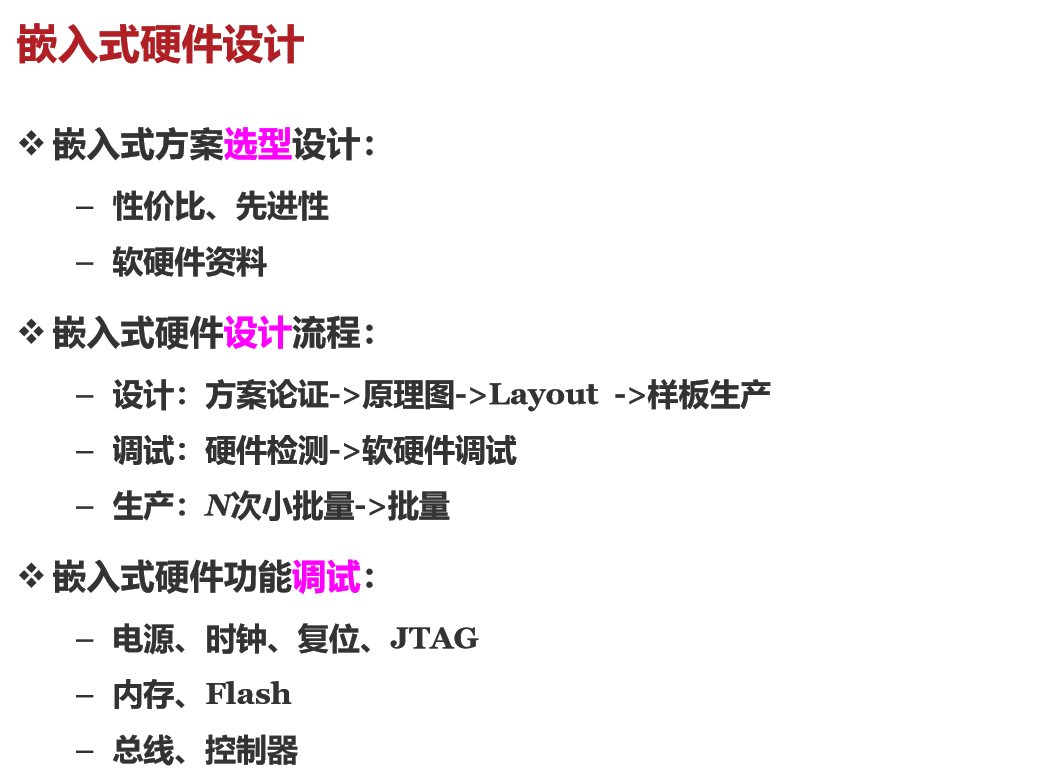 嵌入式硬件设计
❖ 嵌入式方案选型设计：
– 性价比、先进性
– 软硬件资料
❖ 嵌入式硬件设计流程：
– 设计：方案论证->原理图->Layout ->样板生产
– 调试：硬件检测->软硬件调试
– 生产：N次小批量->批量
❖ 嵌入式硬件功能调试：
– 电源、时钟、复位、JTAG
– 内存、Flash
– 总线、控制器